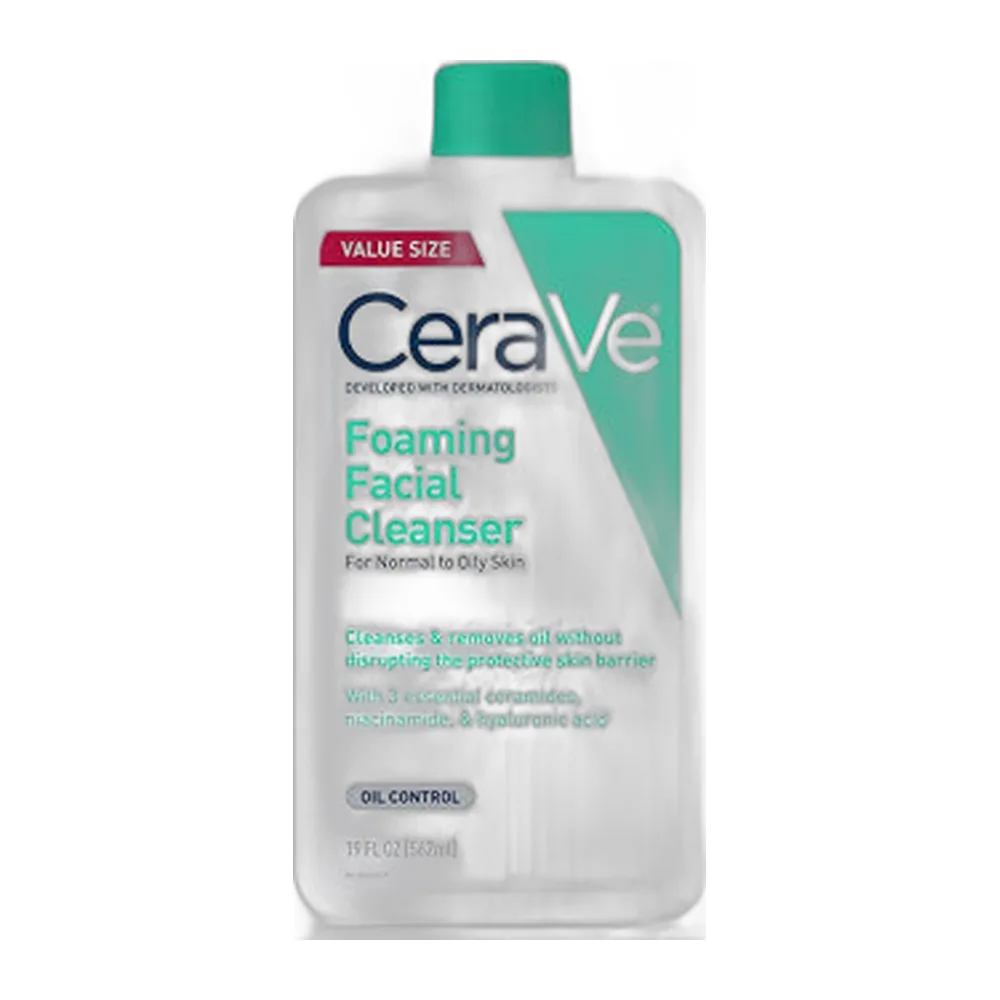 VALUE SIZE
CeraVe®
DEVELOPED WITH DERMATOLOGISTS
Foaming
Facial
Cleanser
For Normal to Oily Skin
Cleanses & removes oil without
disrupting the protective skin barrier
With 3 essential ceramides,
niacinamide, & hyaluronic acid
OIL CONTROL
19 FL OZ (562ml)